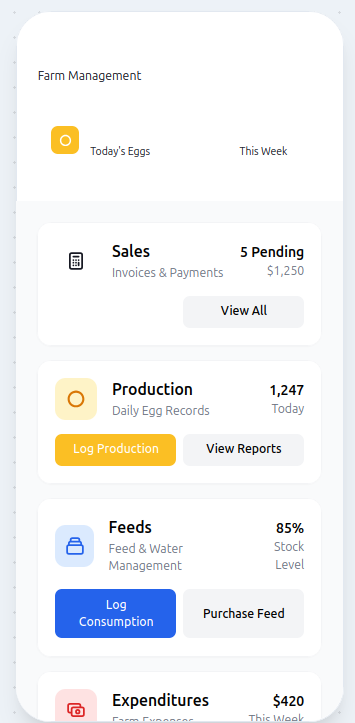 Farm Management
Today's Eggs
This Week
Sales
5 Pending
Invoices & Payments
$1,250
View All
Production
1,247
Daily Egg Records
Today
Log Production
View Reports
Feeds
85%
Feed & Water
Stock
Management
Level
Log
Consumption
Purchase Feed
Expenditures
$420
Farm Expenses
This Week